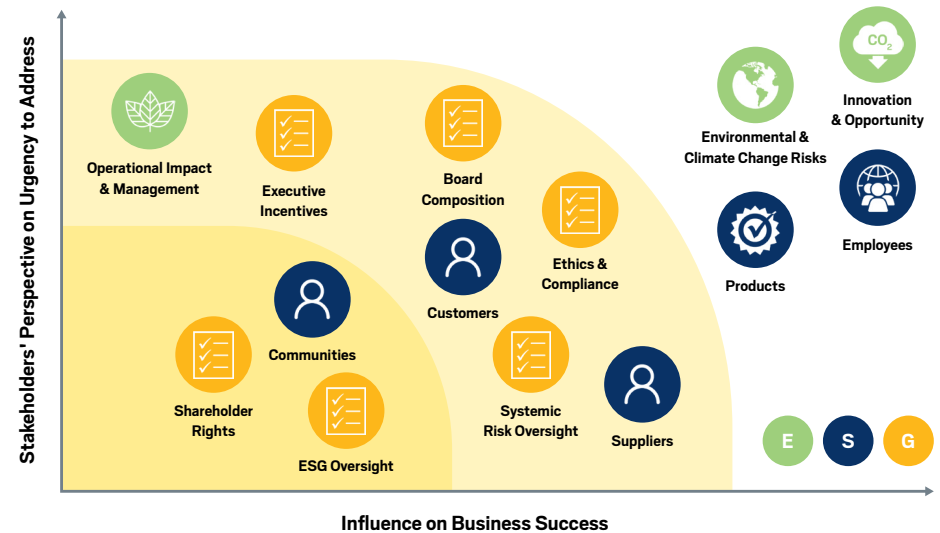 Stakeholders' Perspective on Urgency to Address
CO2
Innovation
& Opportunity
Environmental &
Climate Change Risks
Operational Impact
& Management
Executive
Incentives
Board
Composition
Employees
Ethics &
Compliance
Products
Customers
Communities
Shareholder
Rights
Systemic
Risk Oversight
Suppliers
ESG Oversight
E S G
Influence on Business Success